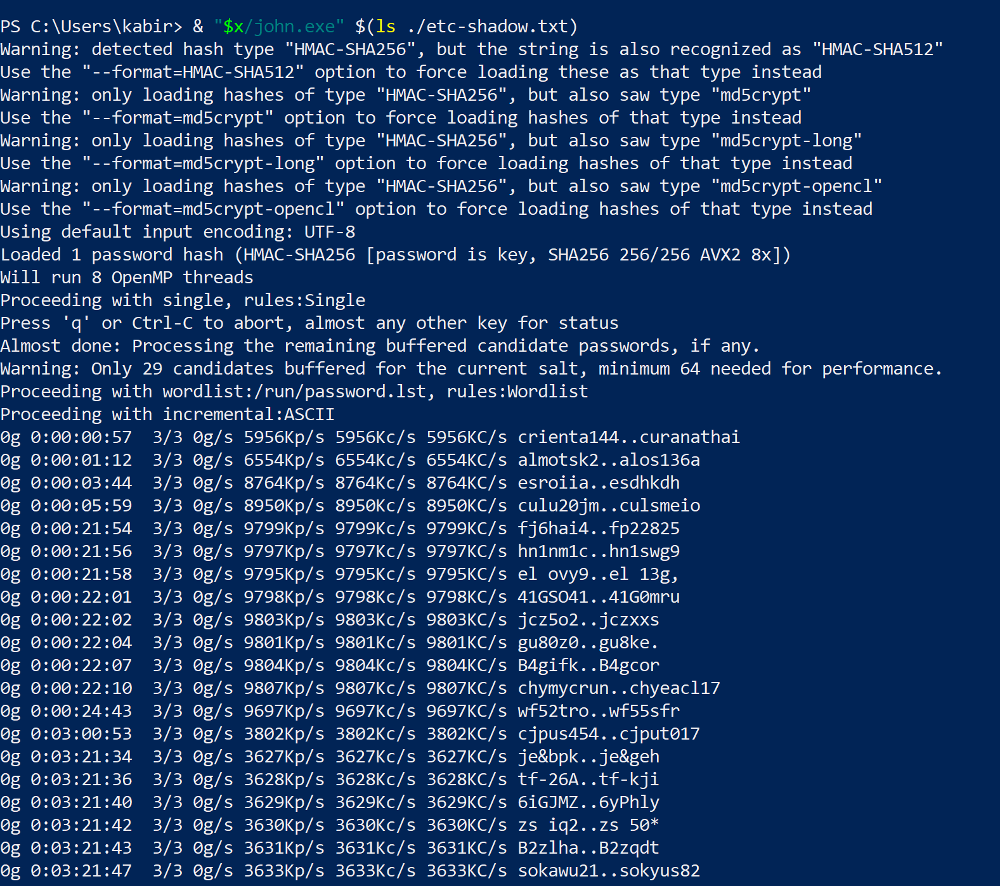 PS C:\Users\kabir> & "$x/john.exe" $(ls ./etc-shadow.txt)
Warning: detected hash type "HMAC-SHA256", but the string is also recognized as "HMAC-SHA512"
Use the "--format=HMAC-SHA512" option to force loading these as that type instead
Warning: only loading hashes of type "HMAC-SHA256", but also saw type "md5crypt"
Use the "--format=md5crypt" option to force loading hashes of that type instead
Warning: only loading hashes of type "HMAC-SHA256", but also saw type "md5crypt-long"
Use the "--format=md5crypt-long" option to force loading hashes of that type instead
Warning: only loading hashes of type "HMAC-SHA256", but also saw type "md5crypt-opencl"
Use the "--format=md5crypt-opencl" option to force loading hashes of that type instead
Using default input encoding: UTF-8
Loaded 1 password hash (HMAC-SHA256 [password is key, SHA256 256/256 AVX2 8x])
Will run 8 OpenMP threads
Proceeding with single, rules:Single
Press 'q' or Ctrl-C to abort, almost any other key for status
Almost done: Processing the remaining buffered candidate passwords, if any.
Warning: Only 29 candidates buffered for the current salt, minimum 64 needed for performance.
Proceeding with wordlist:/run/password.lst, rules:Wordlist
Proceeding with incremental:ASCII
0g 0:00:00:57  3/3 0g/s 5956Kp/s 5956Kc/s 5956KC/s crienta144..curanathai
0g 0:00:01:12  3/3 0g/s 6554Kp/s 6554Kc/s 6554KC/s almotsk2..alos136a
0g 0:00:03:44  3/3 0g/s 8764Kp/s 8764Kc/s 8764KC/s esroiia..esdhkdh
0g 0:00:05:59  3/3 0g/s 8950Kp/s 8950Kc/s 8950KC/s culu20jm..culsmeio
0g 0:00:21:54  3/3 0g/s 9799Kp/s 9799Kc/s 9799KC/s fj6hai4..fp22825
0g 0:00:21:56  3/3 0g/s 9797Kp/s 9797Kc/s 9797KC/s hn1nm1c..hn1swg9
0g 0:00:21:58  3/3 0g/s 9795Kp/s 9795Kc/s 9795KC/s el ovy9..el 13g,
0g 0:00:22:01  3/3 0g/s 9798Kp/s 9798Kc/s 9798KC/s 41GSO41..41G0mru
0g 0:00:22:02  3/3 0g/s 9803Kp/s 9803Kc/s 9803KC/s jcz5o2..jczxxs
0g 0:00:22:04  3/3 0g/s 9801Kp/s 9801Kc/s 9801KC/s gu80z0..gu8ke.
0g 0:00:22:07  3/3 0g/s 9804Kp/s 9804Kc/s 9804KC/s B4gifk..B4gcor
0g 0:00:22:10  3/3 0g/s 9807Kp/s 9807Kc/s 9807KC/s chymycrun..chyeacl17
0g 0:00:24:43  3/3 0g/s 9697Kp/s 9697Kc/s 9697KC/s wf52tro..wf55sfr
0g 0:03:00:53  3/3 0g/s 3802Kp/s 3802Kc/s 3802KC/s cjpus454..cjput017
0g 0:03:21:34  3/3 0g/s 3627Kp/s 3627Kc/s 3627KC/s je&bpk..je&geh
0g 0:03:21:36  3/3 0g/s 3628Kp/s 3628Kc/s 3628KC/s tf-26A..tf-kji
0g 0:03:21:40  3/3 0g/s 3629Kp/s 3629Kc/s 3629KC/s 6iGJMZ..6yPhly
0g 0:03:21:42  3/3 0g/s 3630Kp/s 3630Kc/s 3630KC/s zs iq2..zs 50*
0g 0:03:21:43  3/3 0g/s 3631Kp/s 3631Kc/s 3631KC/s B2zlha..B2zqdt
0g 0:03:21:47  3/3 0g/s 3633Kp/s 3633Kc/s 3633KC/s sokawu21..sokyus82